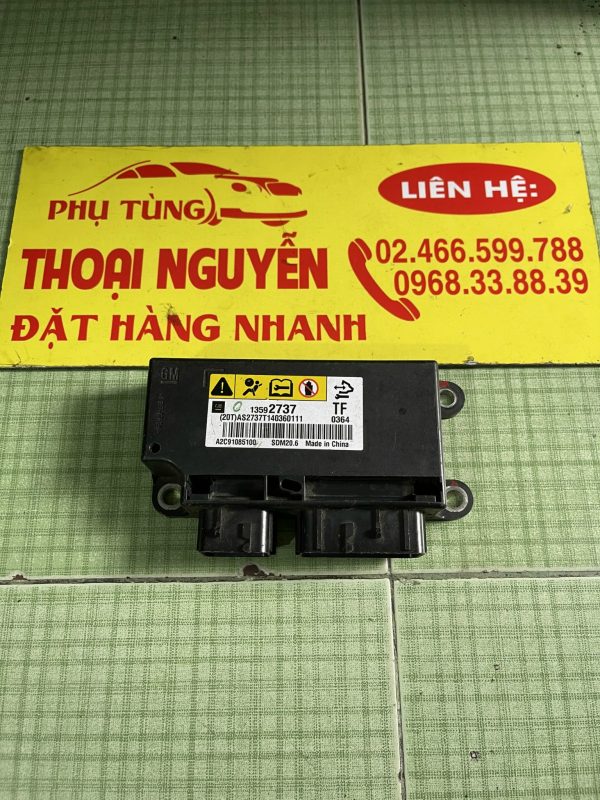 PHỤ TÙNG
LIÊN HỆ:
THOẠI NGUYỄN
02.466.599.788
0968.33.88.39
ĐẶT HÀNG NHANH
GM
13592737
TF
(20T)AS2737T140360111
0364
A2C91085100 SDM20.6 Made in China